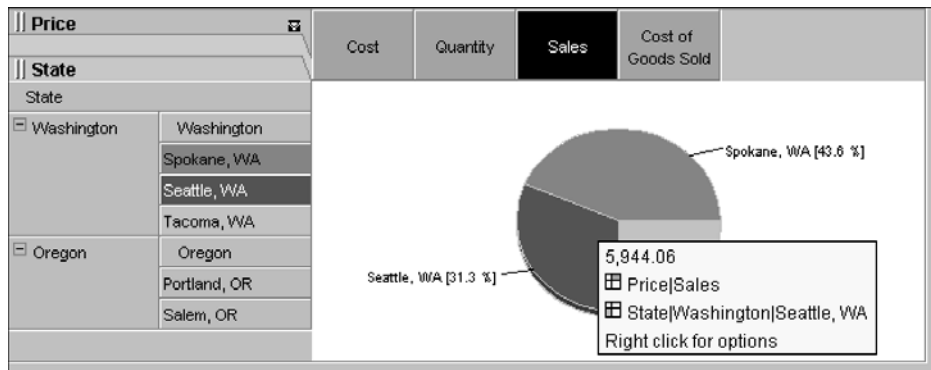 Price
State
State
Washington
Washington
Spokane, WA
Seattle, WA
Tacoma, WA
Oregon
Oregon
Portland, OR
Salem, OR
Cost
Quantity
Sales
Cost of
Goods Sold
Spokane, WA [43.6 %]
Seattle, WA [31.3 %]
5,944.06
Price|Sales
State|Washington|Seattle, WA
Right click for options